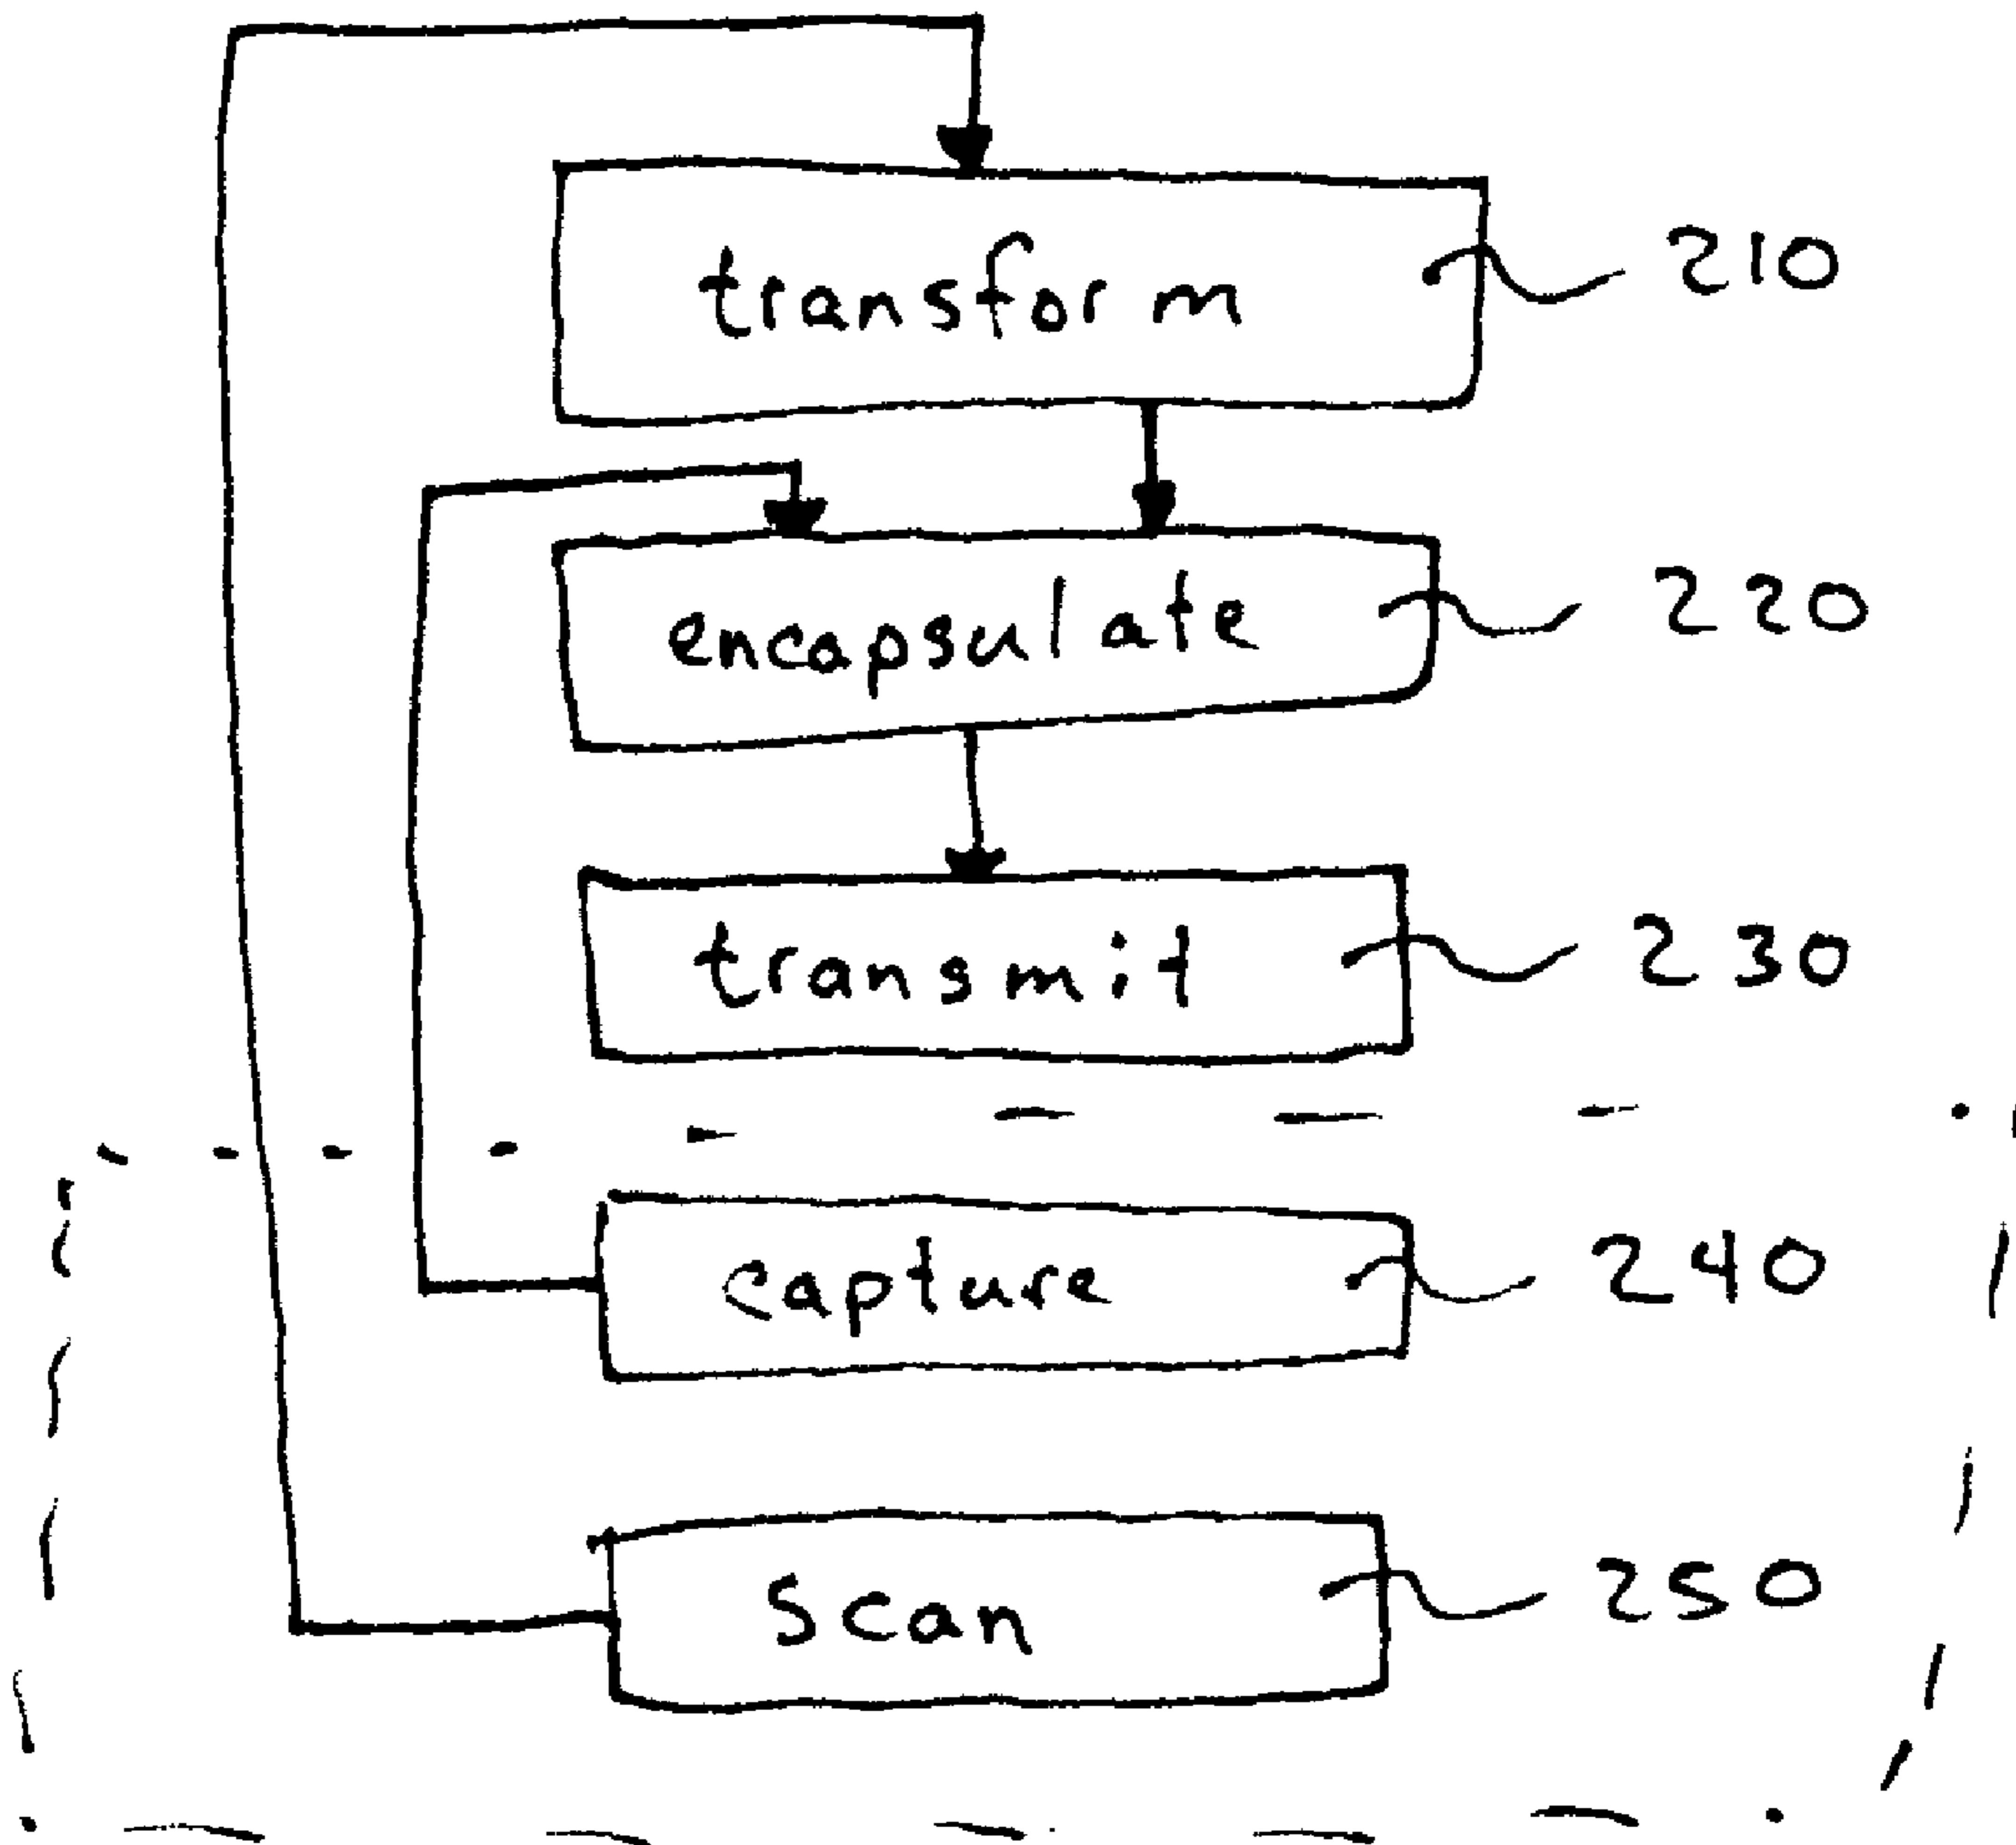 transform 210
encapsulate 220
transmit 230
capture 240
scan 250